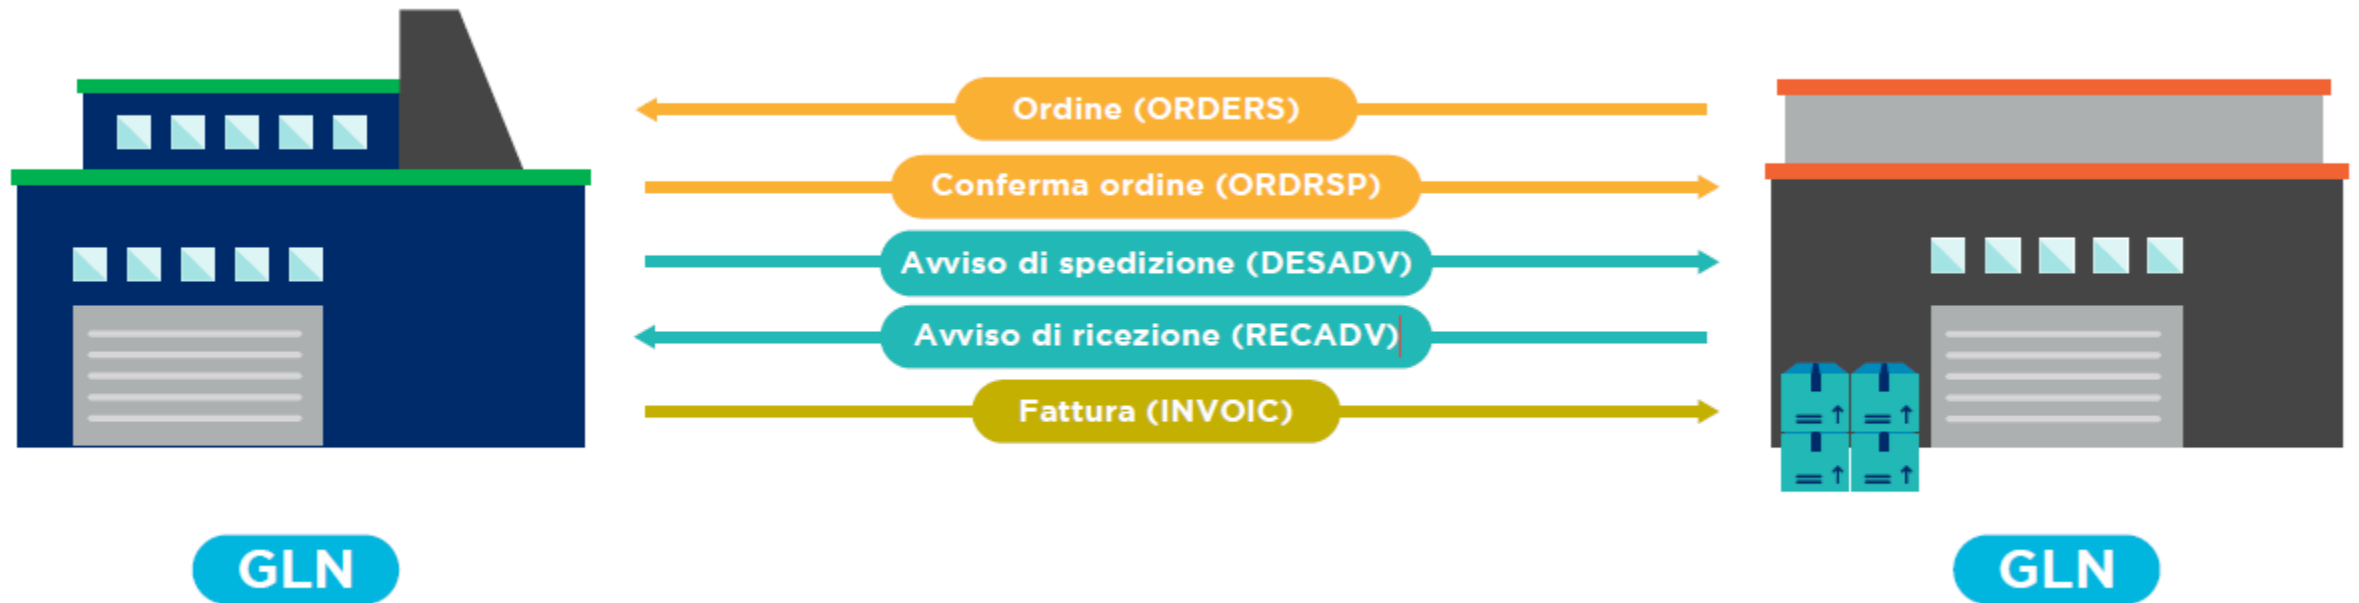 Ordine (ORDERS)
Conferma ordine (ORDRSP)
Avviso di spedizione (DESADV)
Avviso di ricezione (RECADV)
Fattura (INVOIC)
GLN
GLN